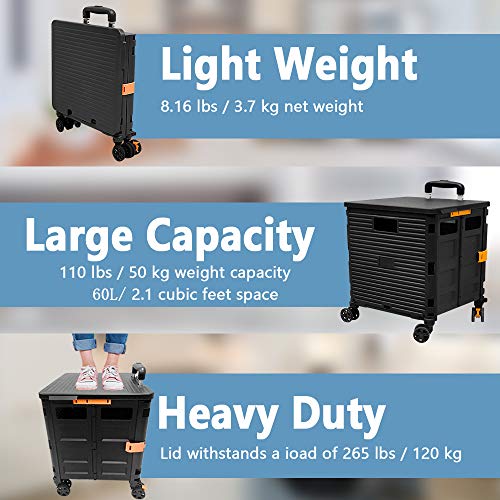 Light Weight
8.16 lbs / 3.7 kg net weight
Large Capacity
110 lbs / 50 kg weight capacity
60L/ 2.1 cubic feet space
Heavy Duty
Lid withstands a ioad of 265 lbs / 120 kg